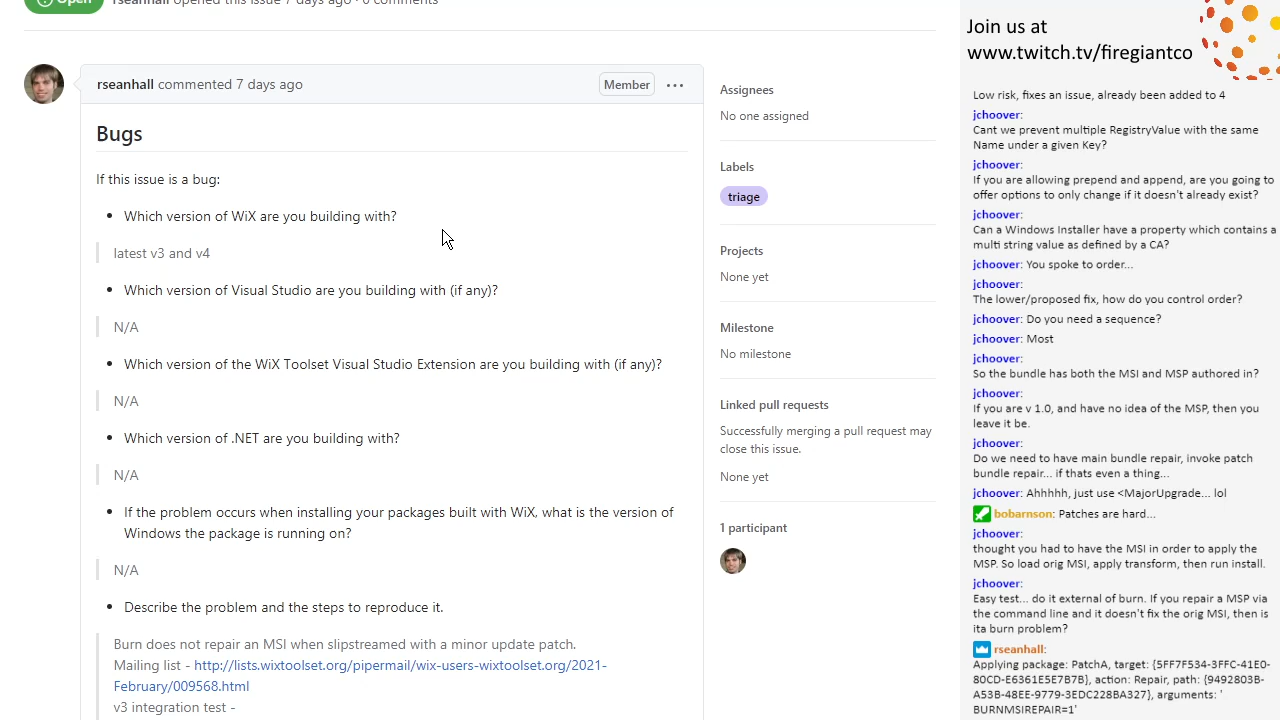 Open rseanhall opened this issue 7 days ago · 0 comments
rseanhall commented 7 days ago
Member
Bugs
If this issue is a bug:
Which version of WiX are you building with?
latest v3 and v4
Which version of Visual Studio are you building with (if any)?
N/A
Which version of the WiX Toolset Visual Studio Extension are you building with (if any)?
N/A
Which version of .NET are you building with?
N/A
If the problem occurs when installing your packages built with WiX, what is the version of
Windows the package is running on?
N/A
Describe the problem and the steps to reproduce it.
Burn does not repair an MSI when slipstreamed with a minor update patch.
Mailing list - http://lists.wixtoolset.org/pipermail/wix-users-wixtoolset.org/2021-
February/009568.html
v3 integration test -
Assignees
No one assigned
Labels
triage
Projects
None yet
Milestone
No milestone
Linked pull requests
Successfully merging a pull request may
close this issue.
None yet
1 participant
Join us at
www.twitch.tv/firegiantco
Low risk, fixes an issue, already been added to 4
jchoover:
Cant we prevent multiple RegistryValue with the same
Name under a given Key?
jchoover:
If you are allowing prepend and append, are you going to
offer options to only change if it doesn't already exist?
jchoover:
Can a Windows Installer have a property which contains a
multi string value as defined by a CA?
jchoover: You spoke to order...
jchoover:
The lower/proposed fix, how do you control order?
jchoover: Do you need a sequence?
jchoover: Most
jchoover:
So the bundle has both the MSI and MSP authored in?
jchoover:
If you are v 1.0, and have no idea of the MSP, then you
leave it be.
jchoover:
Do we need to have main bundle repair, invoke patch
bundle repair... if thats even a thing...
jchoover: Ahhhhh, just use <MajorUpgrade... lol
bobarnson: Patches are hard...
jchoover:
thought you had to have the MSI in order to apply the
MSP. So load orig MSI, apply transform, then run install.
jchoover:
Easy test... do it external of burn. If you repair a MSP via
the command line and it doesn't fix the orig MSI, then is
ita burn problem?
rseanhall:
Applying package: PatchA, target: {5FF7F534-3FFC-41E0-
80CD-E6361E5E7B7B}, action: Repair, path: {9492803B-
A53B-48EE-9779-3EDC228BA327}, arguments: '
BURNMSIREPAIR=1'